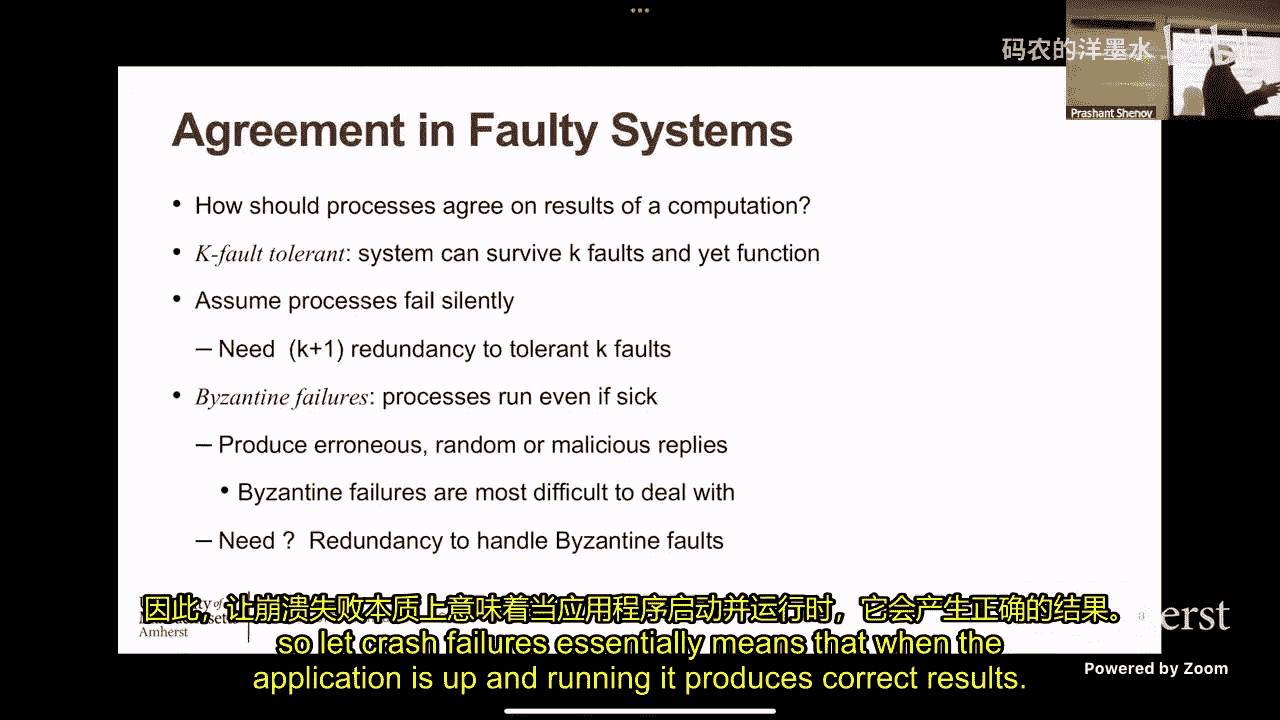 码农的洋墨水
Prashant Shenoy
Agreement in Faulty Systems
• How should processes agree on results of a computation?
• K-fault tolerant: system can survive k faults and yet function
• Assume processes fail silently
– Need (k+1) redundancy to tolerant k faults
• Byzantine failures: processes run even if sick
– Produce erroneous, random or malicious replies
• Byzantine failures are most difficult to deal with
– Need ? Redundancy to handle Byzantine faults
Amherst
因此，让崩溃失败本质上意味着当应用程序启动并运行时，它会产生正确的结果。
so let crash failures essentially means that when the
application is up and running it produces correct results.
Powered by Zoom